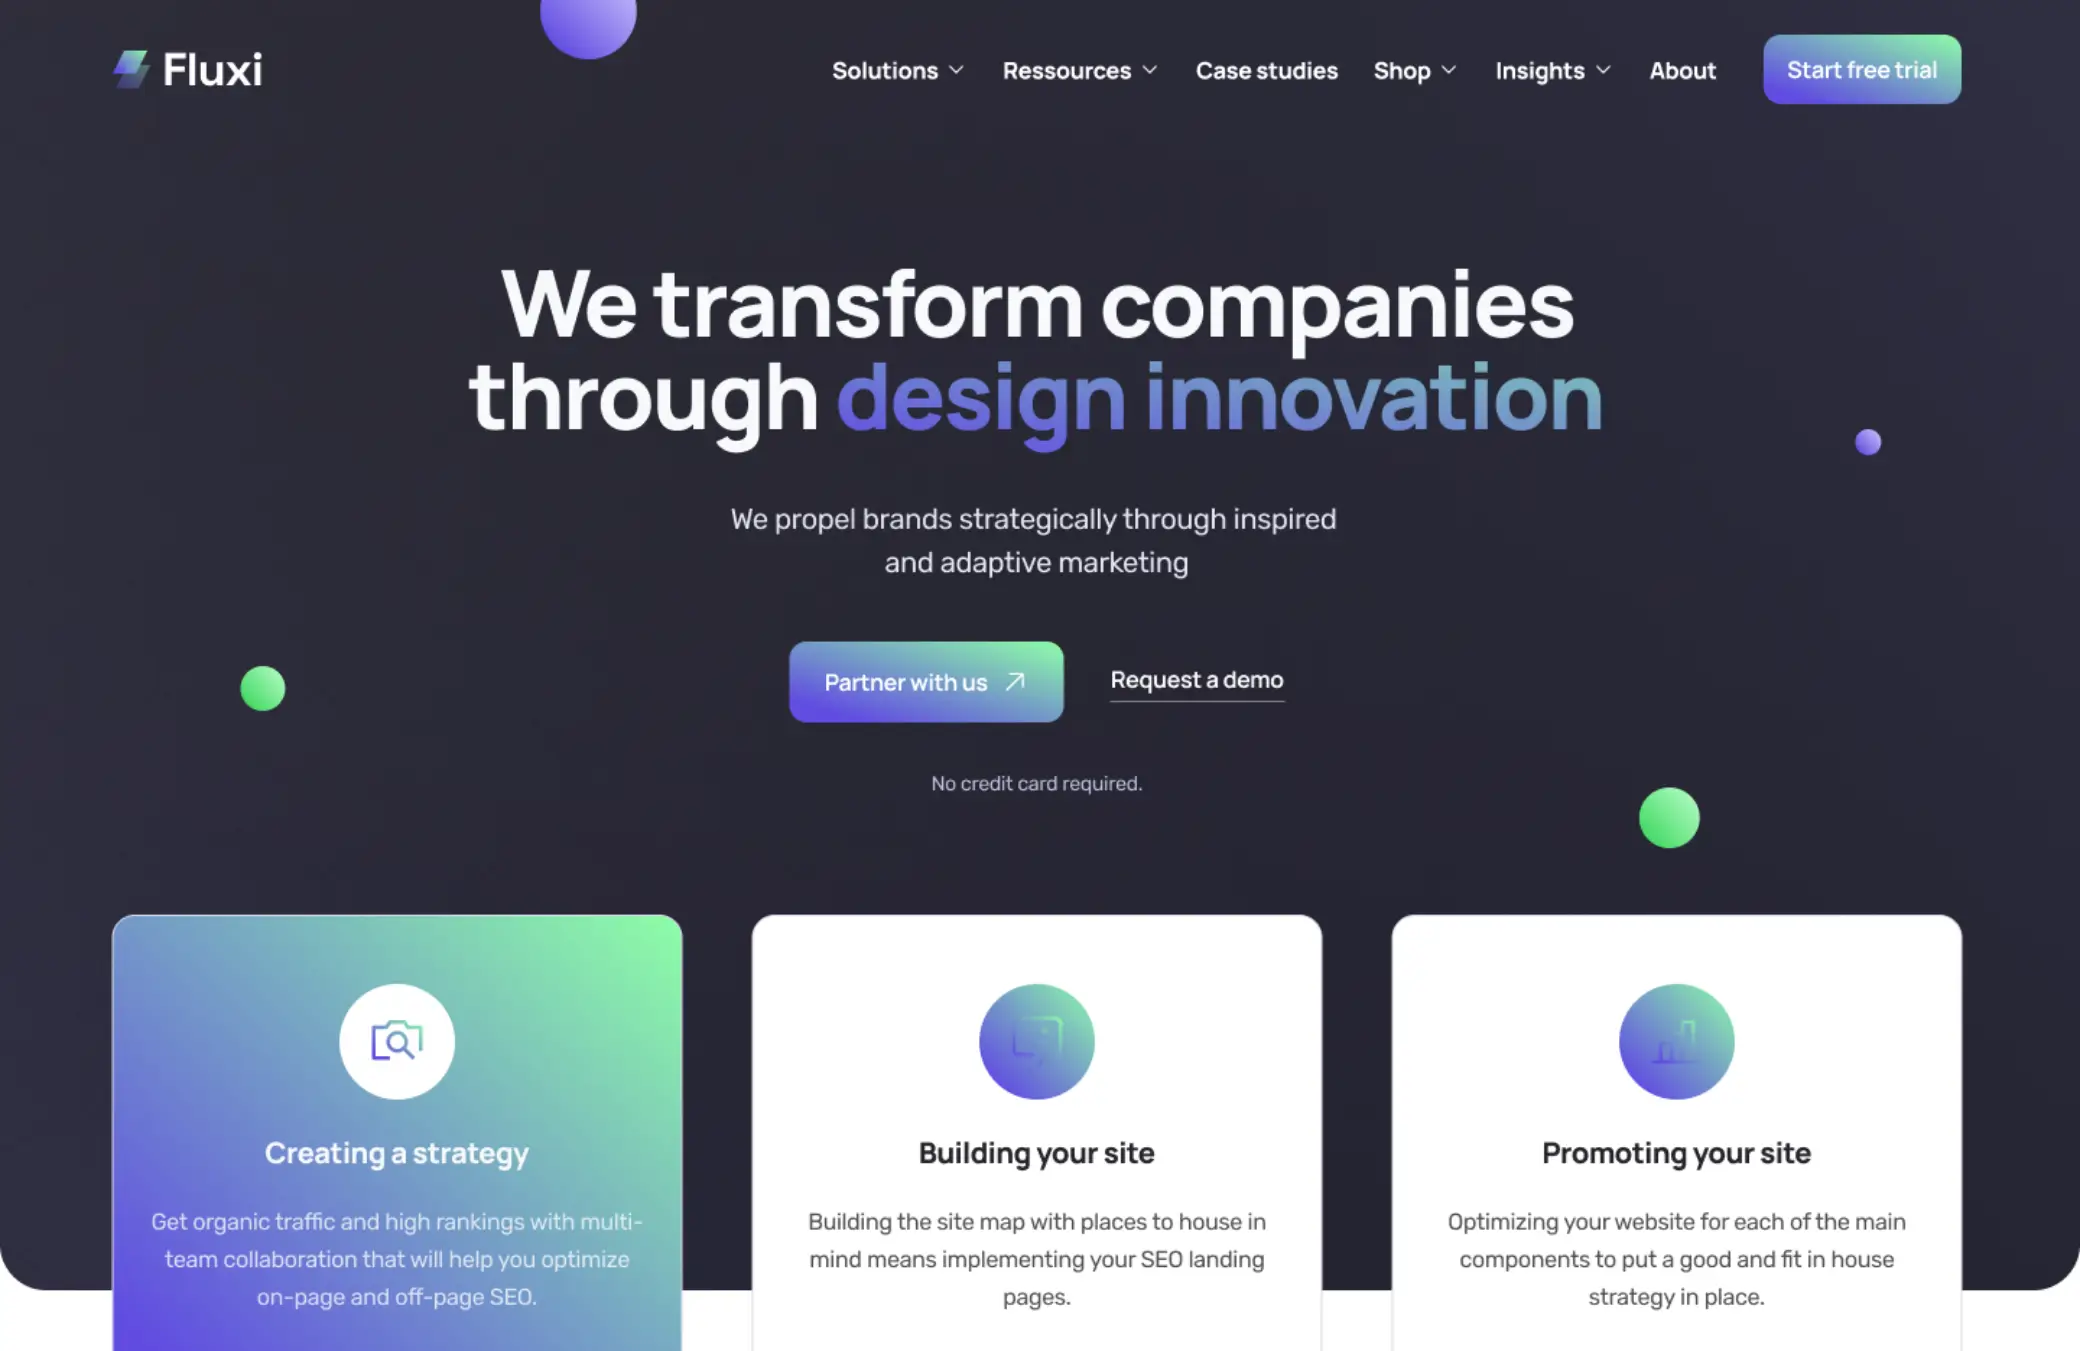 Fluxi
Solutions Ressources Case studies Shop Insights About Start free trial
We transform companies
through design innovation
We propel brands strategically through inspired
and adaptive marketing
Partner with us Request a demo
No credit card required.
Creating a strategy
Get organic traffic and high rankings with multi-
team collaboration that will help you optimize
on-page and off-page SEO.
Building your site
Building the site map with places to house in
mind means implementing your SEO landing
pages.
Promoting your site
Optimizing your website for each of the main
components to put a good and fit in house
strategy in place.